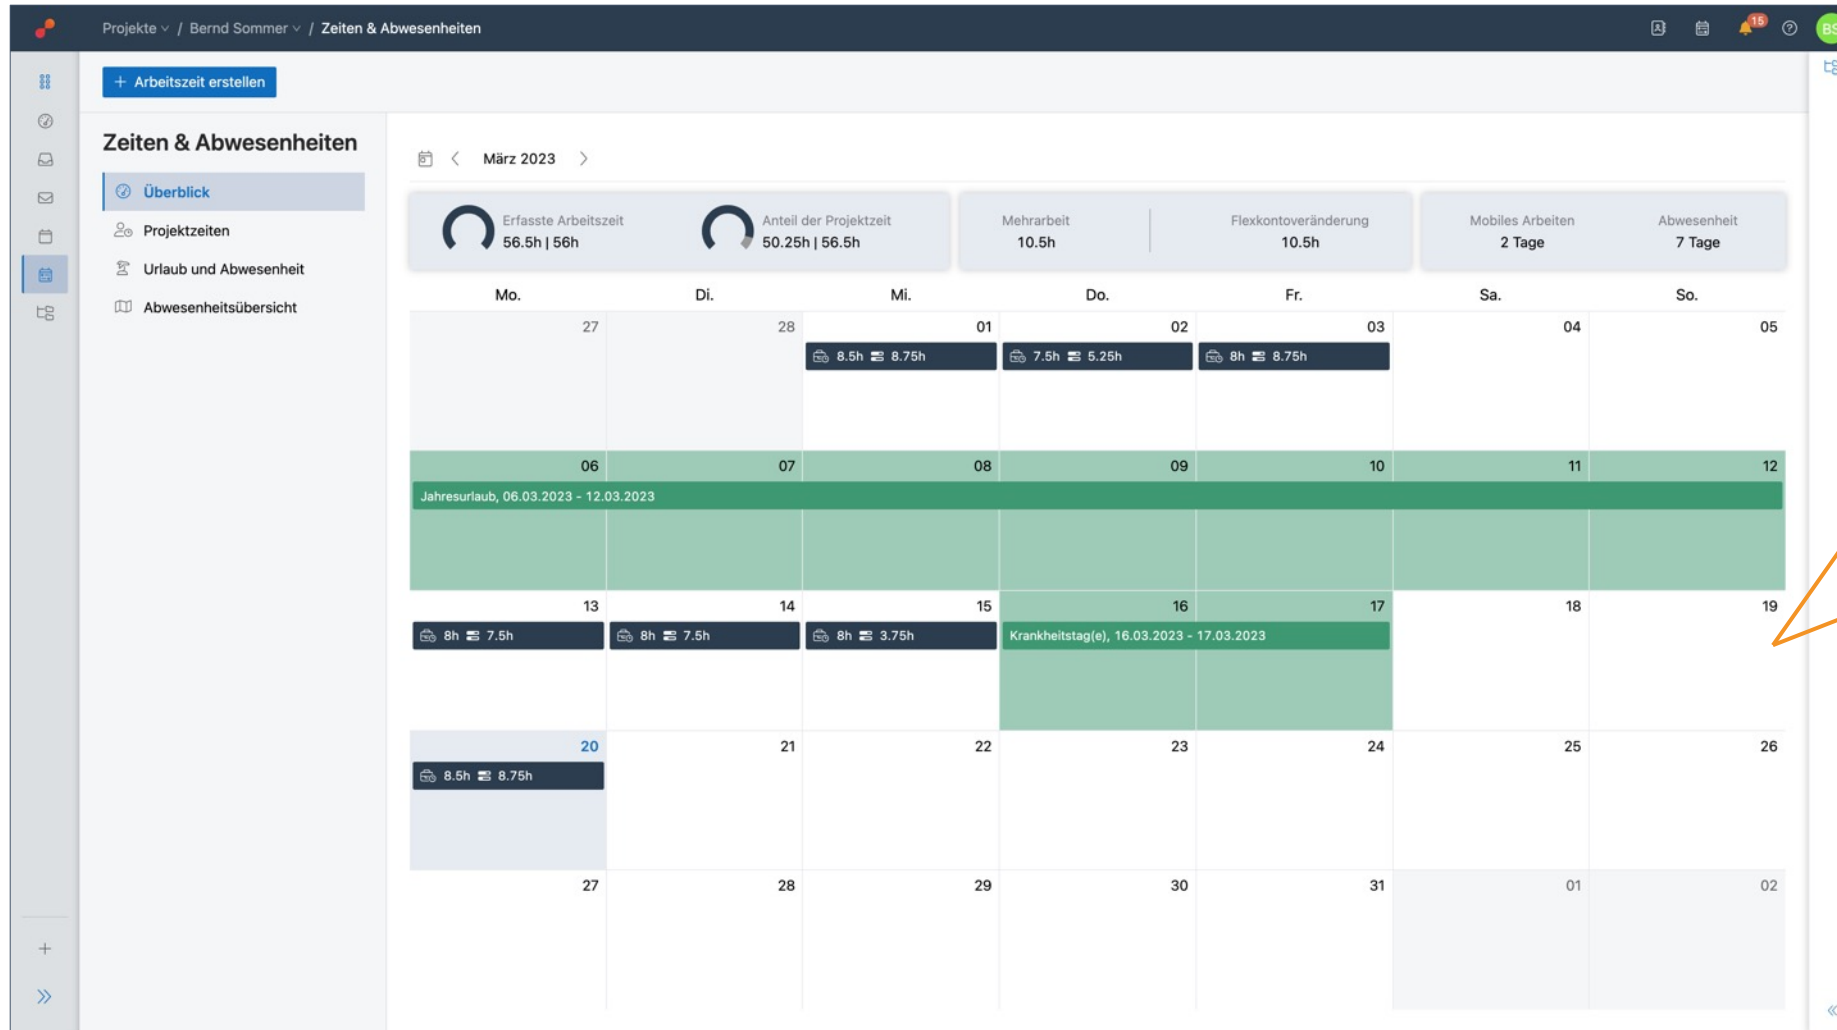 Projekte / Bernd Sommer / Zeiten & Abwesenheiten
15
BS
+ Arbeitszeit erstellen
Zeiten & Abwesenheiten
Überblick
Projektzeiten
Urlaub und Abwesenheit
Abwesenheitsübersicht
März 2023
Erfasste Arbeitszeit
56.5h | 56h
Anteil der Projektzeit
50.25h | 56.5h
Mehrarbeit
10.5h
Flexkontoveränderung
10.5h
Mobiles Arbeiten
2 Tage
Abwesenheit
7 Tage
Mo. Di. Mi. Do. Fr. Sa. So.
27 28 01 02 03 04 05
8.5h 8.75h 7.5h 5.25h 8h 8.75h
06 07 08 09 10 11 12
Jahresurlaub, 06.03.2023 - 12.03.2023
13 14 15 16 17 18 19
8h 7.5h 8h 7.5h 8h 3.75h Krankheitstag(e), 16.03.2023 - 17.03.2023
20 21 22 23 24 25 26
8.5h 8.75h
27 28 29 30 31 01 02